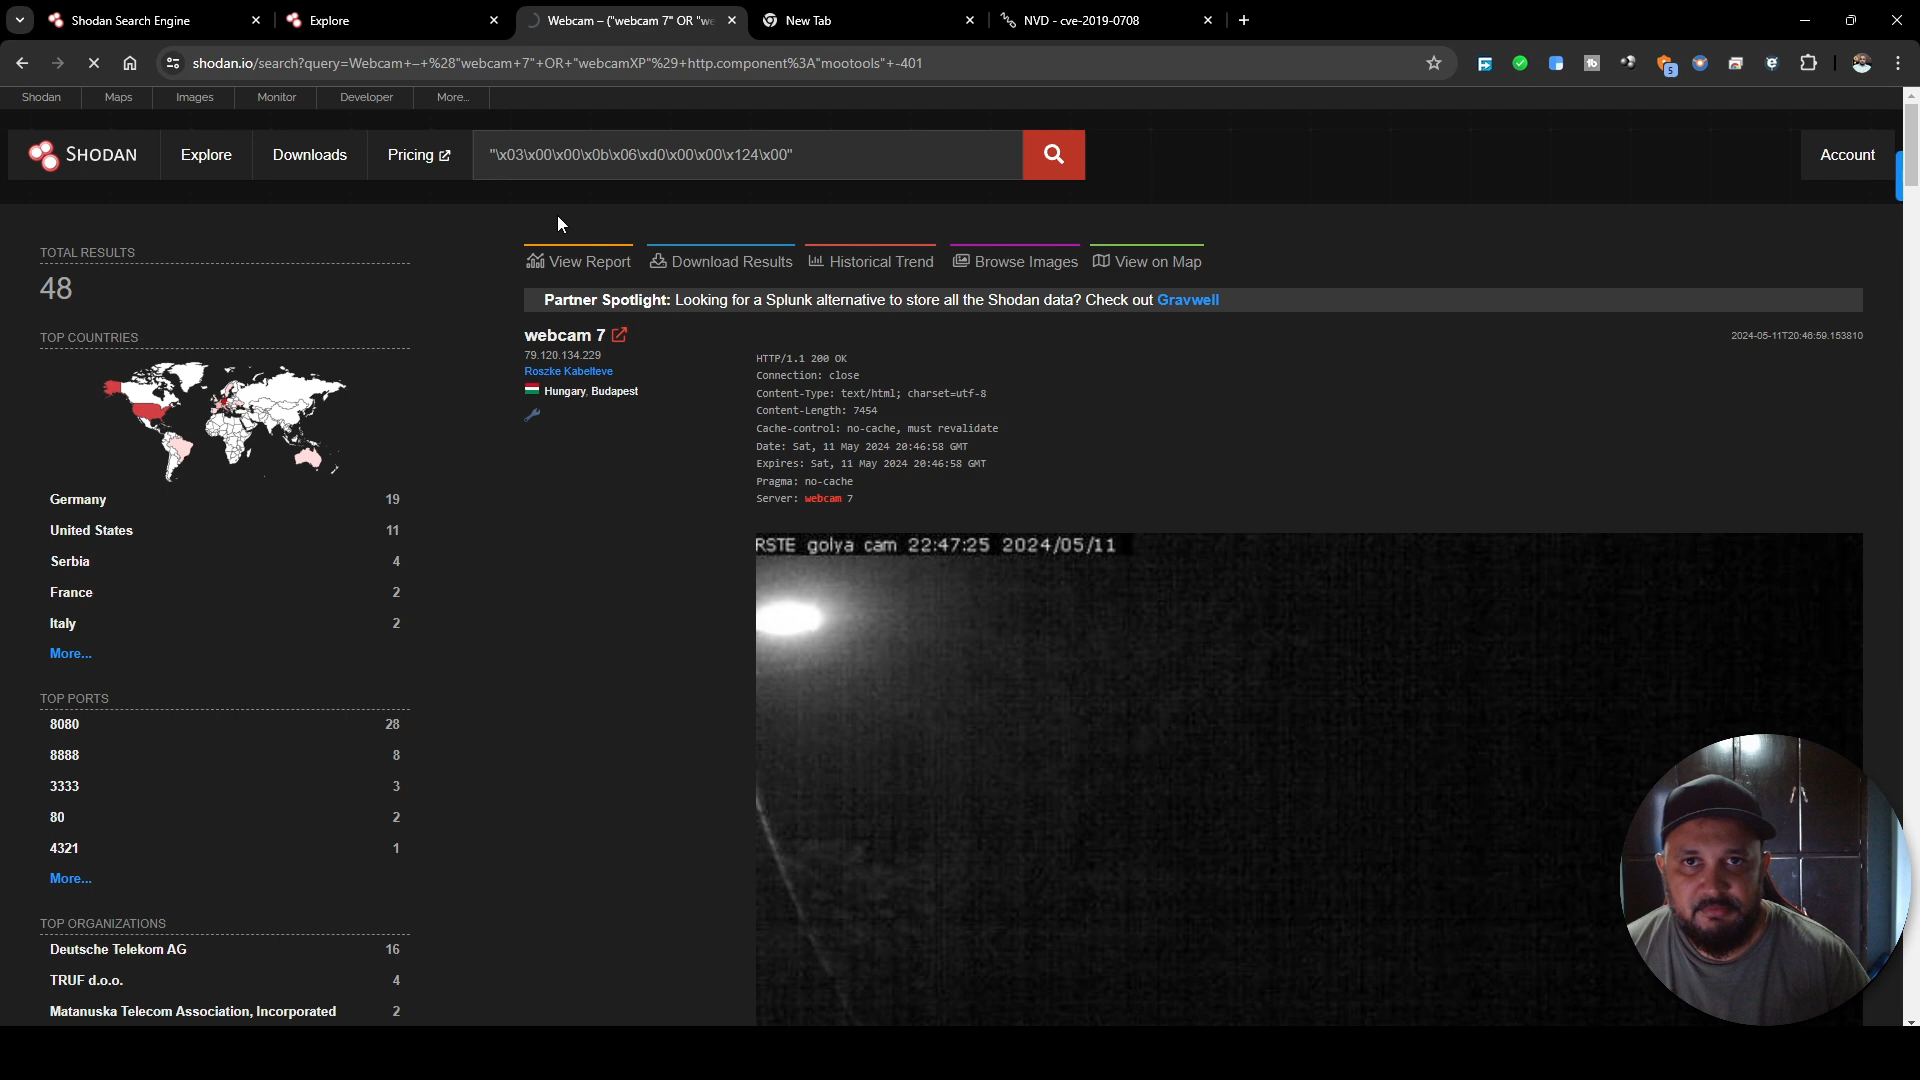 Shodan Search Engine
Explore
Webcam – ("webcam 7" OR "we
New Tab
NVD - cve-2019-0708
shodan.io/search?query=Webcam+-+%28"webcam+7"+OR+"webcamXP"%29+http.component%3A"mootools"+-401
5
Shodan
Maps
Images
Monitor
Developer
More...
SHODAN
Explore
Downloads
Pricing
"\x03\x00\x00\x0b\x06\xd0\x00\x00\x124\x00"
Account
TOTAL RESULTS
48
TOP COUNTRIES
Germany 19
United States 11
Serbia 4
France 2
Italy 2
More...
TOP PORTS
8080 28
8888 8
3333 3
80 2
4321 1
More...
TOP ORGANIZATIONS
Deutsche Telekom AG 16
TRUF d.o.o. 4
Matanuska Telecom Association, Incorporated 2
View Report
Download Results
Historical Trend
Browse Images
View on Map
Partner Spotlight: Looking for a Splunk alternative to store all the Shodan data? Check out Gravwell
webcam 7
2024-05-11T20:46:59.153810
79.120.134.229
Roszke Kabelteve
Hungary, Budapest
HTTP/1.1 200 OK
Connection: close
Content-Type: text/html; charset=utf-8
Content-Length: 7454
Cache-control: no-cache, must revalidate
Date: Sat, 11 May 2024 20:46:58 GMT
Expires: Sat, 11 May 2024 20:46:58 GMT
Pragma: no-cache
Server: webcam 7
RSTE golya cam 22:47:25 2024/05/11